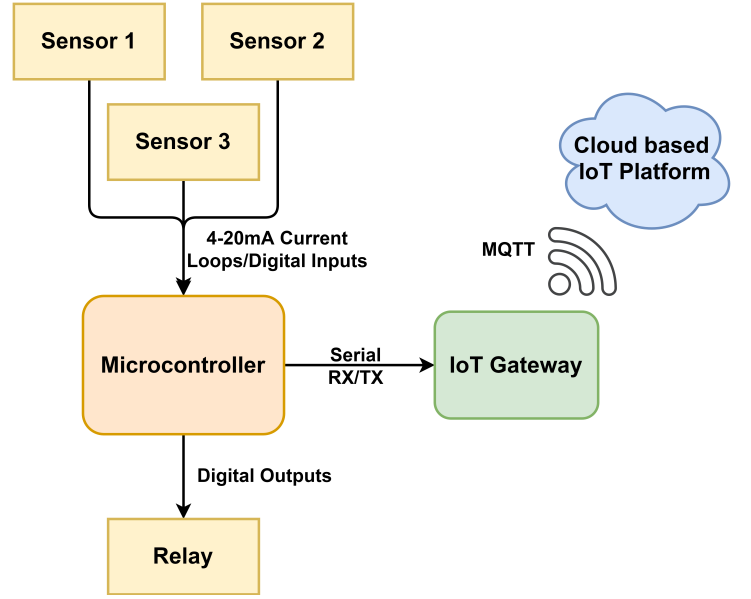 Sensor 1
Sensor 2
Sensor 3
4-20mA Current
Loops/Digital Inputs
Cloud based
IoT Platform
MQTT
Microcontroller
Serial
RX/TX
IoT Gateway
Digital Outputs
Relay